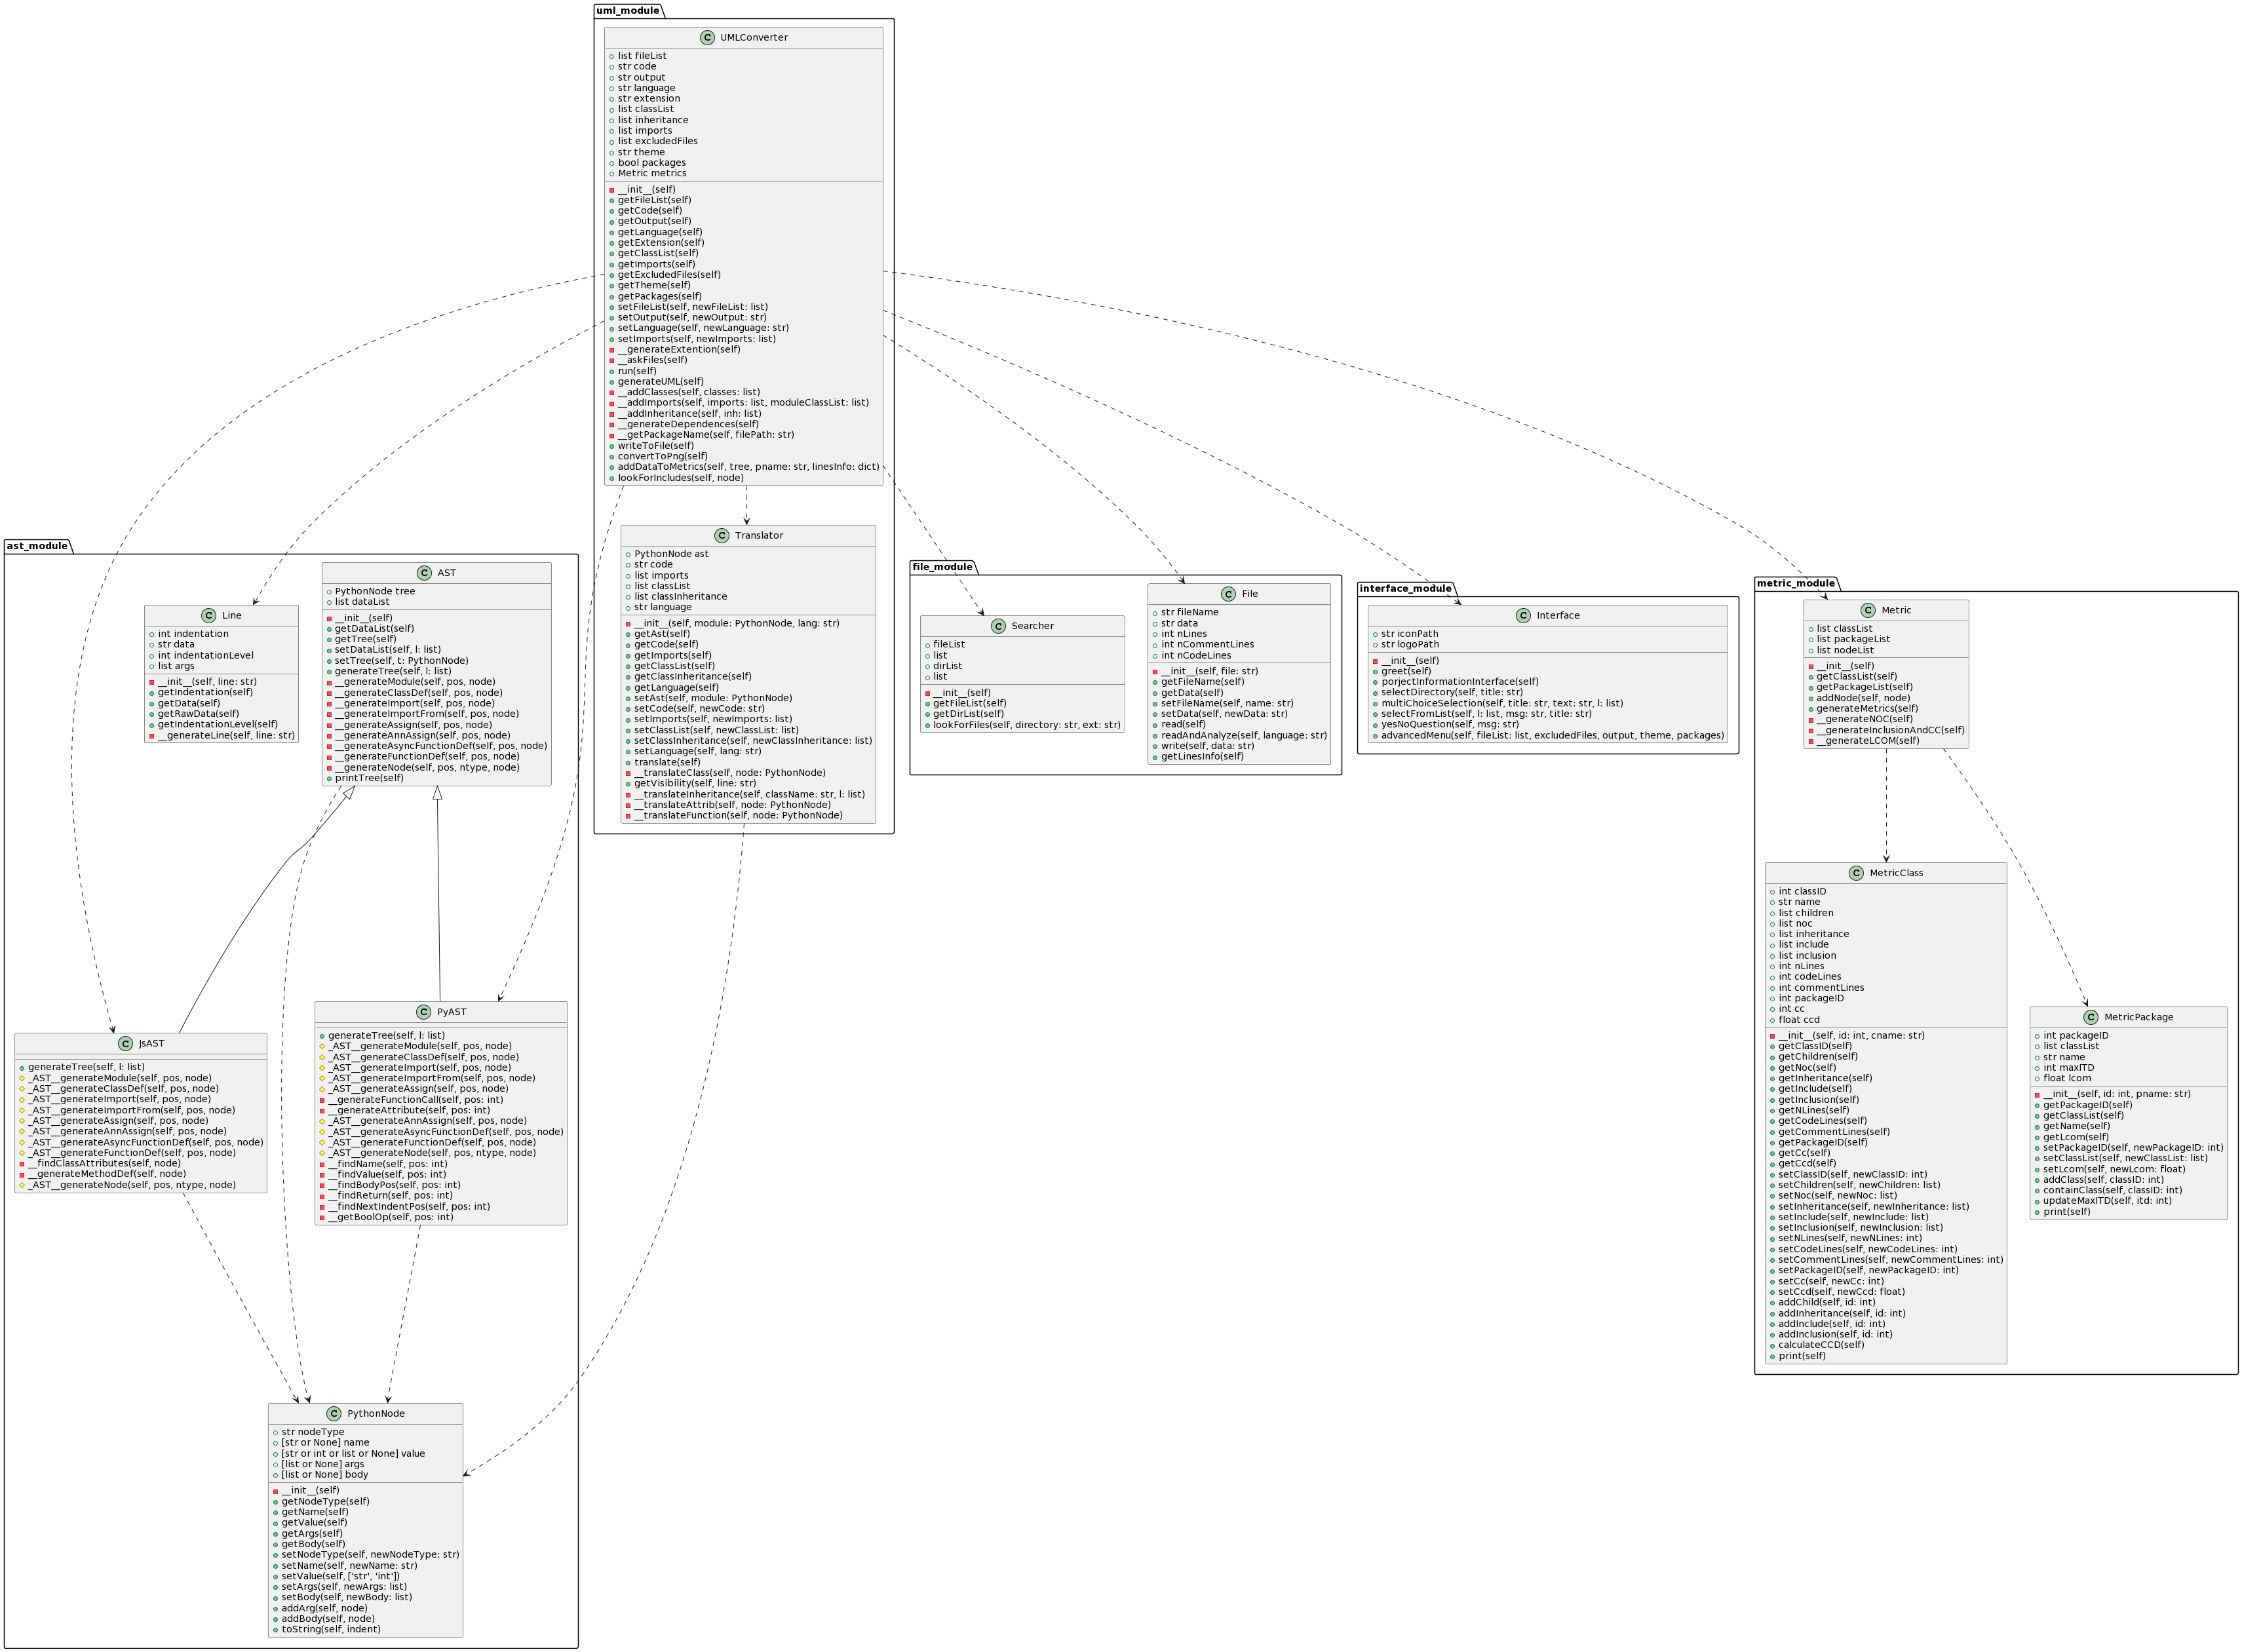 uml_module
C UMLConverter
list fileList
str code
str output
str language
str extension
list classList
list inheritance
list imports
list excludedFiles
str theme
bool packages
Metric metrics
__init__(self)
getFileList(self)
getCode(self)
getOutput(self)
getLanguage(self)
getExtension(self)
getClassList(self)
getImports(self)
getExcludedFiles(self)
getTheme(self)
getPackages(self)
setFileList(self, newFileList: list)
setOutput(self, newOutput: str)
setLanguage(self, newLanguage: str)
setImports(self, newImports: list)
__generateExtention(self)
__askFiles(self)
run(self)
generateUML(self)
__addClasses(self, classes: list)
__addImports(self, imports: list, moduleClassList: list)
__addInheritance(self, inh: list)
__generateDependences(self)
__getPackageName(self, filePath: str)
writeToFile(self)
convertToPng(self)
addDataToMetrics(self, tree, pname: str, linesInfo: dict)
lookForIncludes(self, node)
C Translator
PythonNode ast
str code
list imports
list classList
list classInheritance
str language
__init__(self, module: PythonNode, lang: str)
getAst(self)
getCode(self)
getImports(self)
getClassList(self)
getClassInheritance(self)
getLanguage(self)
setAst(self, module: PythonNode)
setCode(self, newCode: str)
setImports(self, newImports: list)
setClassList(self, newClassList: list)
setClassInheritance(self, newClassInheritance: list)
setLanguage(self, lang: str)
translate(self)
__translateClass(self, node: PythonNode)
getVisibility(self, line: str)
__translateInheritance(self, className: str, l: list)
__translateAttrib(self, node: PythonNode)
__translateFunction(self, node: PythonNode)
ast_module
C Line
int indentation
str data
int indentationLevel
list args
__init__(self, line: str)
getIndentation(self)
getData(self)
getRawData(self)
getIndentationLevel(self)
__generateLine(self, line: str)
C AST
PythonNode tree
list dataList
__init__(self)
getDataList(self)
getTree(self)
setDataList(self, l: list)
setTree(self, t: PythonNode)
generateTree(self, l: list)
__generateModule(self, pos, node)
__generateClassDef(self, pos, node)
__generateImport(self, pos, node)
__generateImportFrom(self, pos, node)
__generateAssign(self, pos, node)
__generateAnnAssign(self, pos, node)
__generateAsyncFunctionDef(self, pos, node)
__generateFunctionDef(self, pos, node)
__generateNode(self, pos, ntype, node)
printTree(self)
C JsAST
generateTree(self, l: list)
_AST__generateModule(self, pos, node)
_AST__generateClassDef(self, pos, node)
_AST__generateImport(self, pos, node)
_AST__generateImportFrom(self, pos, node)
_AST__generateAssign(self, pos, node)
_AST__generateAnnAssign(self, pos, node)
_AST__generateAsyncFunctionDef(self, pos, node)
_AST__generateFunctionDef(self, pos, node)
__findClassAttributes(self, node)
__generateMethodDef(self, node)
_AST__generateNode(self, pos, ntype, node)
C PyAST
generateTree(self, l: list)
_AST__generateModule(self, pos, node)
_AST__generateClassDef(self, pos, node)
_AST__generateImport(self, pos, node)
_AST__generateImportFrom(self, pos, node)
_AST__generateAssign(self, pos, node)
__generateFunctionCall(self, pos: int)
__generateAttribute(self, pos: int)
_AST__generateAnnAssign(self, pos, node)
_AST__generateAsyncFunctionDef(self, pos, node)
_AST__generateFunctionDef(self, pos, node)
_AST__generateNode(self, pos, ntype, node)
__findName(self, pos: int)
__findValue(self, pos: int)
__findBodyPos(self, pos: int)
__findReturn(self, pos: int)
__findNextIndentPos(self, pos: int)
__getBoolOp(self, pos: int)
C PythonNode
str nodeType
[str or None] name
[str or int or list or None] value
[list or None] args
[list or None] body
__init__(self)
getNodeType(self)
getName(self)
getValue(self)
getArgs(self)
getBody(self)
setNodeType(self, newNodeType: str)
setName(self, newName: str)
setValue(self, ['str', 'int'])
setArgs(self, newArgs: list)
setBody(self, newBody: list)
addArg(self, node)
addBody(self, node)
toString(self, indent)
file_module
C Searcher
fileList
list
dirList
list
__init__(self)
getFileList(self)
getDirList(self)
lookForFiles(self, directory: str, ext: str)
C File
str fileName
str data
int nLines
int nCommentLines
int nCodeLines
__init__(self, file: str)
getFileName(self)
getData(self)
setFileName(self, name: str)
setData(self, newData: str)
read(self)
readAndAnalyze(self, language: str)
write(self, data: str)
getLinesInfo(self)
interface_module
C Interface
str iconPath
str logoPath
__init__(self)
greet(self)
porjectInformationInterface(self)
selectDirectory(self, title: str)
multiChoiceSelection(self, title: str, text: str, l: list)
selectFromList(self, l: list, msg: str, title: str)
yesNoQuestion(self, msg: str)
advancedMenu(self, fileList: list, excludedFiles, output, theme, packages)
metric_module
C Metric
list classList
list packageList
list nodeList
__init__(self)
getClassList(self)
getPackageList(self)
addNode(self, node)
generateMetrics(self)
__generateNOC(self)
__generateInclusionAndCC(self)
__generateLCOM(self)
C MetricClass
int classID
str name
list children
list noc
list inheritance
list include
list inclusion
int nLines
int codeLines
int commentLines
int packageID
int cc
float ccd
__init__(self, id: int, cname: str)
getClassID(self)
getChildren(self)
getNoc(self)
getInheritance(self)
getInclude(self)
getInclusion(self)
getNLines(self)
getCodeLines(self)
getCommentLines(self)
getPackageID(self)
getCc(self)
getCcd(self)
setClassID(self, newClassID: int)
setChildren(self, newChildren: list)
setNoc(self, newNoc: list)
setInheritance(self, newInheritance: list)
setInclude(self, newInclude: list)
setInclusion(self, newInclusion: list)
setNLines(self, newNLines: int)
setCodeLines(self, newCodeLines: int)
setCommentLines(self, newCommentLines: int)
setPackageID(self, newPackageID: int)
setCc(self, newCc: int)
setCcd(self, newCcd: float)
addChild(self, id: int)
addInheritance(self, id: int)
addInclude(self, id: int)
addInclusion(self, id: int)
calculateCCD(self)
print(self)
C MetricPackage
int packageID
list classList
str name
int maxITD
float lcom
__init__(self, id: int, pname: str)
getPackageID(self)
getClassList(self)
getName(self)
getLcom(self)
setPackageID(self, newPackageID: int)
setClassList(self, newClassList: list)
setLcom(self, newLcom: float)
addClass(self, classID: int)
containClass(self, classID: int)
updateMaxITD(self, itd: int)
print(self)